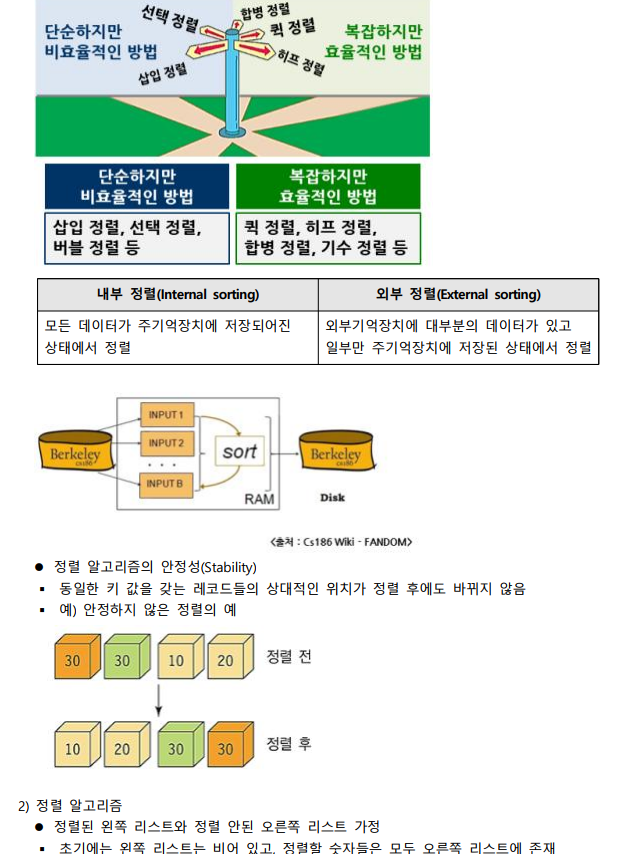 단순하지만
비효율적인 방법
선택 정렬
합병 정렬
퀵 정렬
복잡하지만
효율적인 방법
삽입 정렬
히프 정렬
단순하지만
비효율적인 방법
복잡하지만
효율적인 방법
삽입 정렬, 선택 정렬,
버블 정렬 등
퀵 정렬, 히프 정렬,
합병 정렬, 기수 정렬 등
내부 정렬(Internal sorting)
외부 정렬(External sorting)
모든 데이터가 주기억장치에 저장되어진
상태에서 정렬
외부기억장치에 대부분의 데이터가 있고
일부만 주기억장치에 저장된 상태에서 정렬
Berkeley
cs186
INPUT 1
INPUT 2
. . .
INPUT B
sort
RAM
Berkeley
cs186
Disk
<출처 : Cs186 Wiki - FANDOM>
● 정렬 알고리즘의 안정성(Stability)
▪ 동일한 키 값을 갖는 레코드들의 상대적인 위치가 정렬 후에도 바뀌지 않음
▪ 예) 안정하지 않은 정렬의 예
30 30 10 20 정렬 전
10 20 30 30 정렬 후
2) 정렬 알고리즘
● 정렬된 왼쪽 리스트와 정렬 안된 오른쪽 리스트 가정
▪ 초기에는 왼쪽 리스트는 비어 있고, 정렬할 숫자들은 모두 오른쪽 리스트에 존재